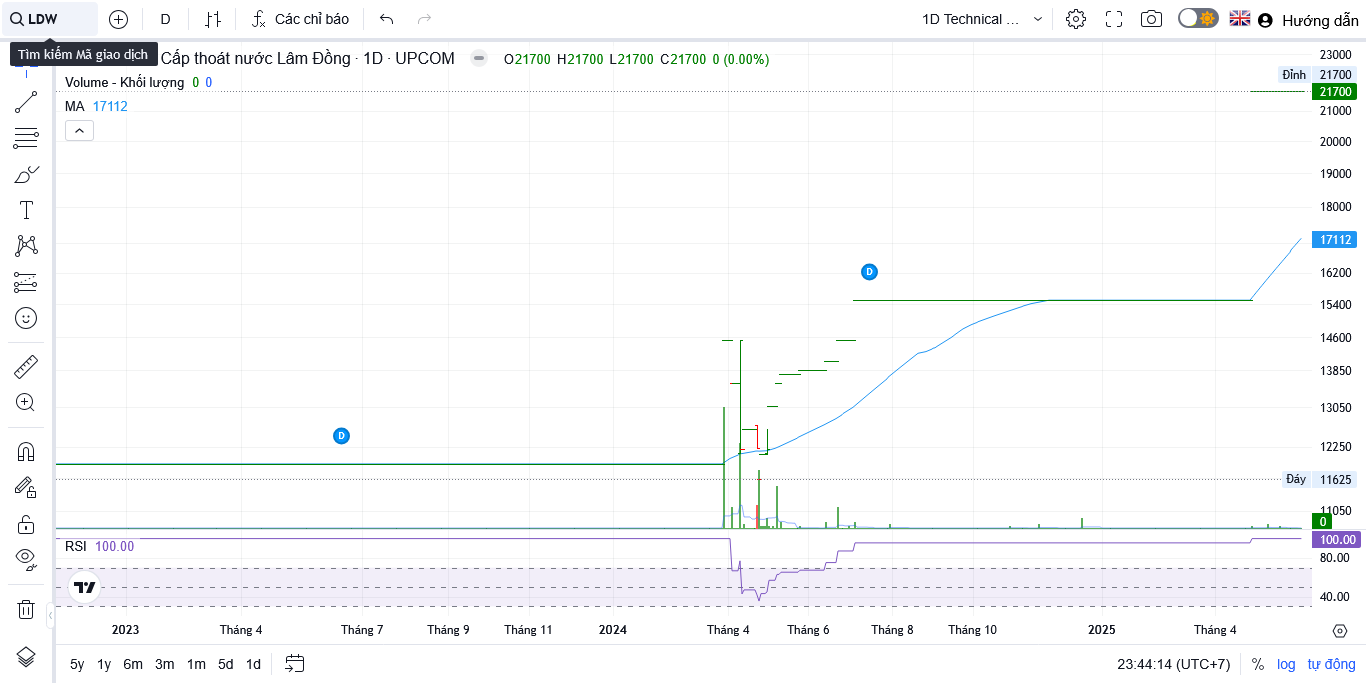 LDW
D
Các chỉ báo
1D Technical ...
Hướng dẫn
Tìm kiếm Mã giao dịch
Cấp thoát nước Lâm Đồng · 1D · UPCOM
O21700 H21700 L21700 C21700 0 (0.00%)
Volume - Khối lượng 0 0
MA 17112
23000
Đỉnh 21700
21700
21000
20000
19000
18000
17112
16200
15400
14600
13850
13050
12250
Đáy 11625
11050
0
D
D
RSI 100.00
100.00
80.00
40.00
2023
Tháng 4
Tháng 7
Tháng 9
Tháng 11
2024
Tháng 4
Tháng 6
Tháng 8
Tháng 10
2025
Tháng 4
5y 1y 6m 3m 1m 5d 1d
23:44:14 (UTC+7)
%
log
tự động